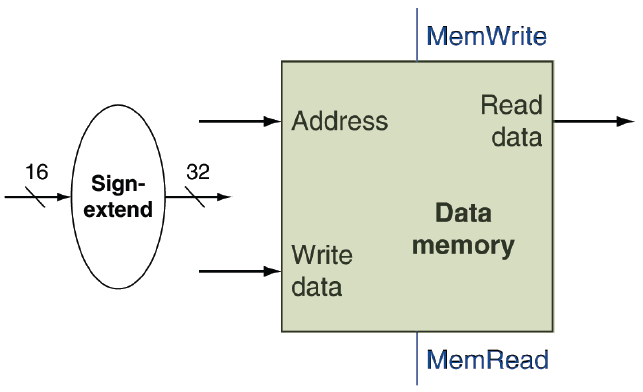 MemWrite
16
Sign-
extend
32
Address
Read
data
Data
memory
Write
data
MemRead